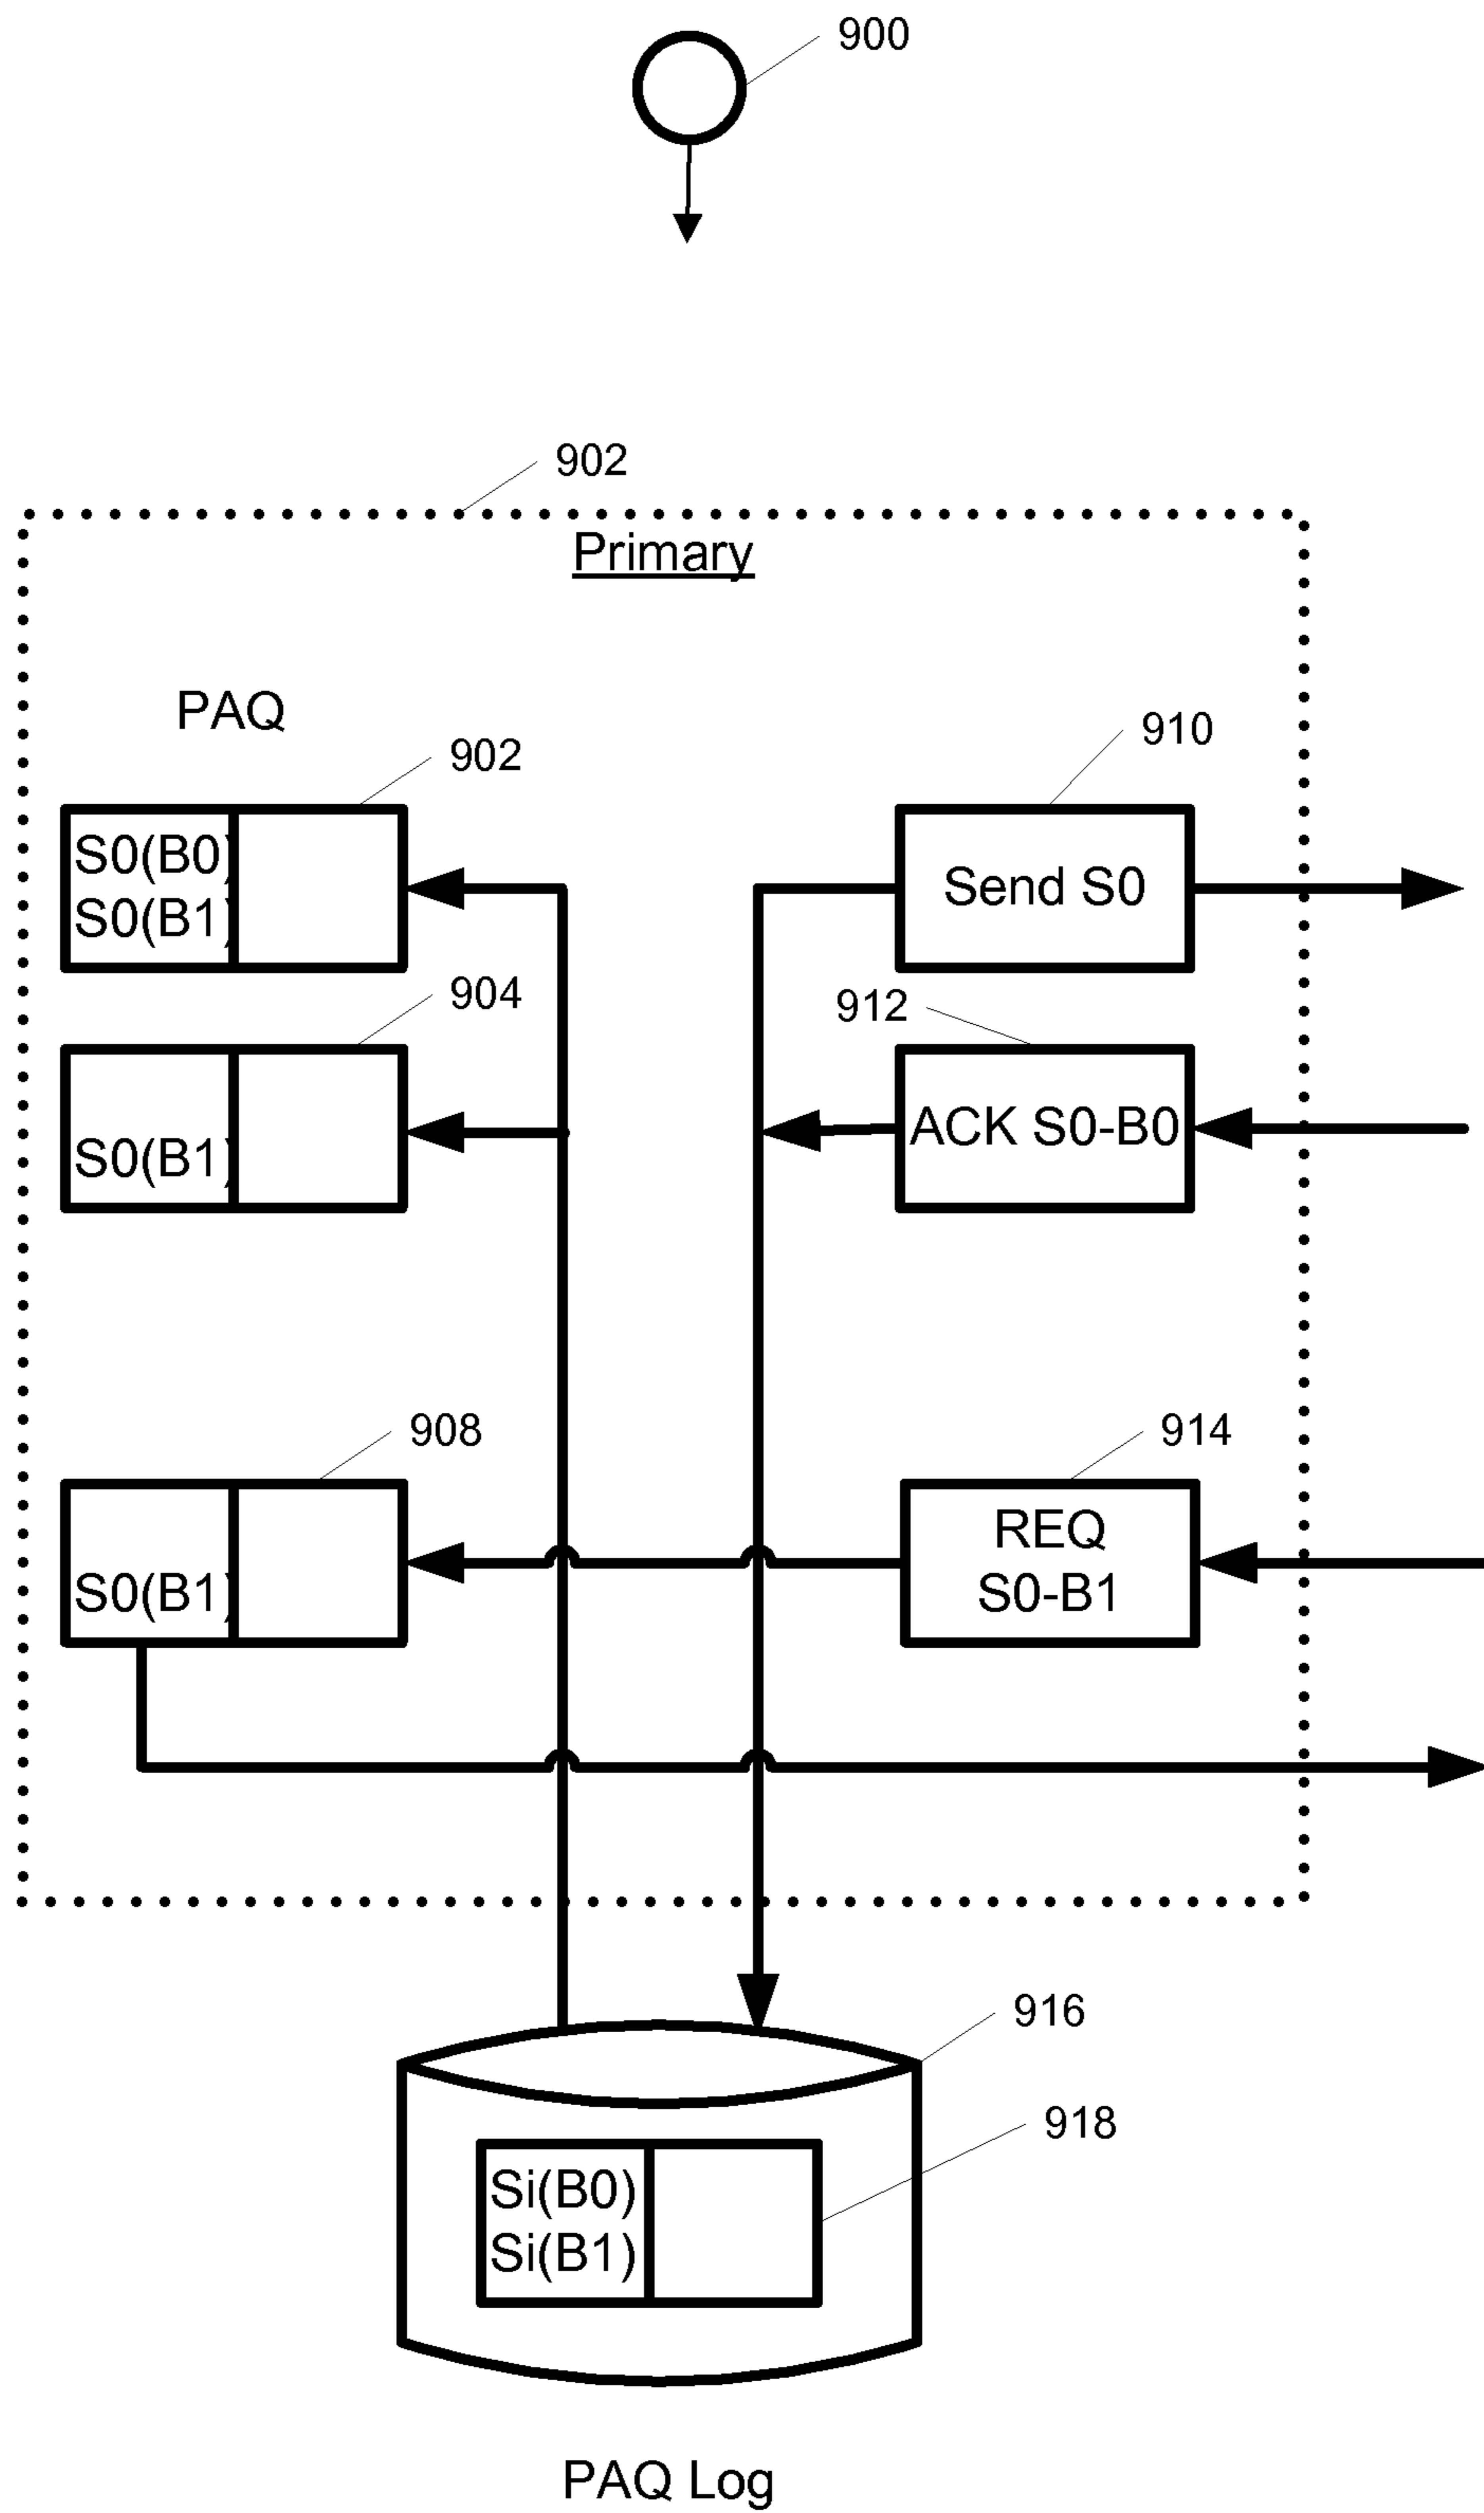 900
902
Primary
PAQ
910
902
S0(B0)
S0(B1)
Send S0
904
912
S0(B1)
ACK S0-B0
908
914
S0(B1)
REQ
S0-B1
916
918
Si(B0)
Si(B1)
PAQ Log